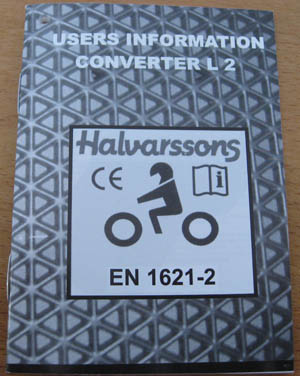 USERS INFORMATION
CONVERTER L 2
Halvarssons
CE
i
EN 1621-2